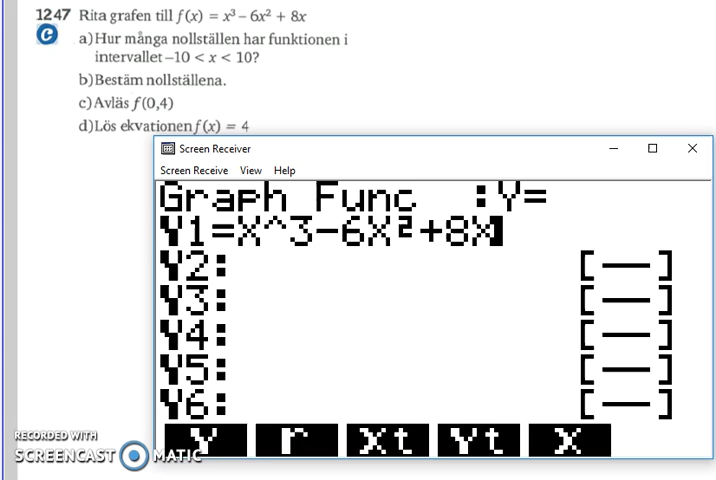 1247 Rita grafen till f(x) = x³ – 6x² + 8x
C
a) Hur många nollställen har funktionen i
intervallet –10 < x < 10?
b) Bestäm nollställena.
c) Avläs f(0,4)
d) Lös ekvationen f(x) = 4
Screen Receiver
Screen Receive View Help
Graph Func :Y=
Y1=X^3-6X²+8X
Y2: [—]
Y3: [—]
Y4: [—]
Y5: [—]
Y6: [—]
Y r Xt Yt X
RECORDED WITH
SCREENCAST MATIC